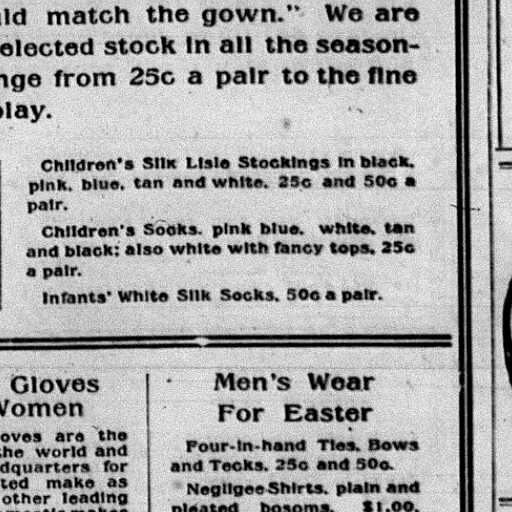 match the gown." We are
elected stock in all the season-
nge from 25c a pair to the fine
play.
Children's Silk Lisle Stockings in black,
pink, blue, tan and white, 25c and 50c a
pair.
Children's Socks, pink blue, white, tan
and black; also white with fancy tops, 25c
a pair.
Infants' White Silk Socks, 50c a pair.
Gloves
Women
oves are the
the world and
dquarters for
ted make as
other leading
Men's Wear
For Easter
Four-in-hand Ties, Bows
and Tecks, 25c and 50c.
Negligee Shirts, plain and
pleated bosoms, $1.00,